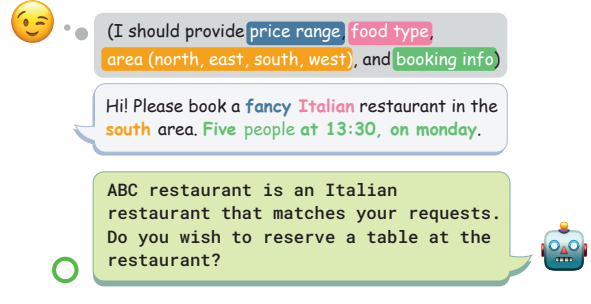 (I should provide price range, food type,
area (north, east, south, west), and booking info)
Hi! Please book a fancy Italian restaurant in the
south area. Five people at 13:30, on monday.
ABC restaurant is an Italian
restaurant that matches your requests.
Do you wish to reserve a table at the
restaurant?